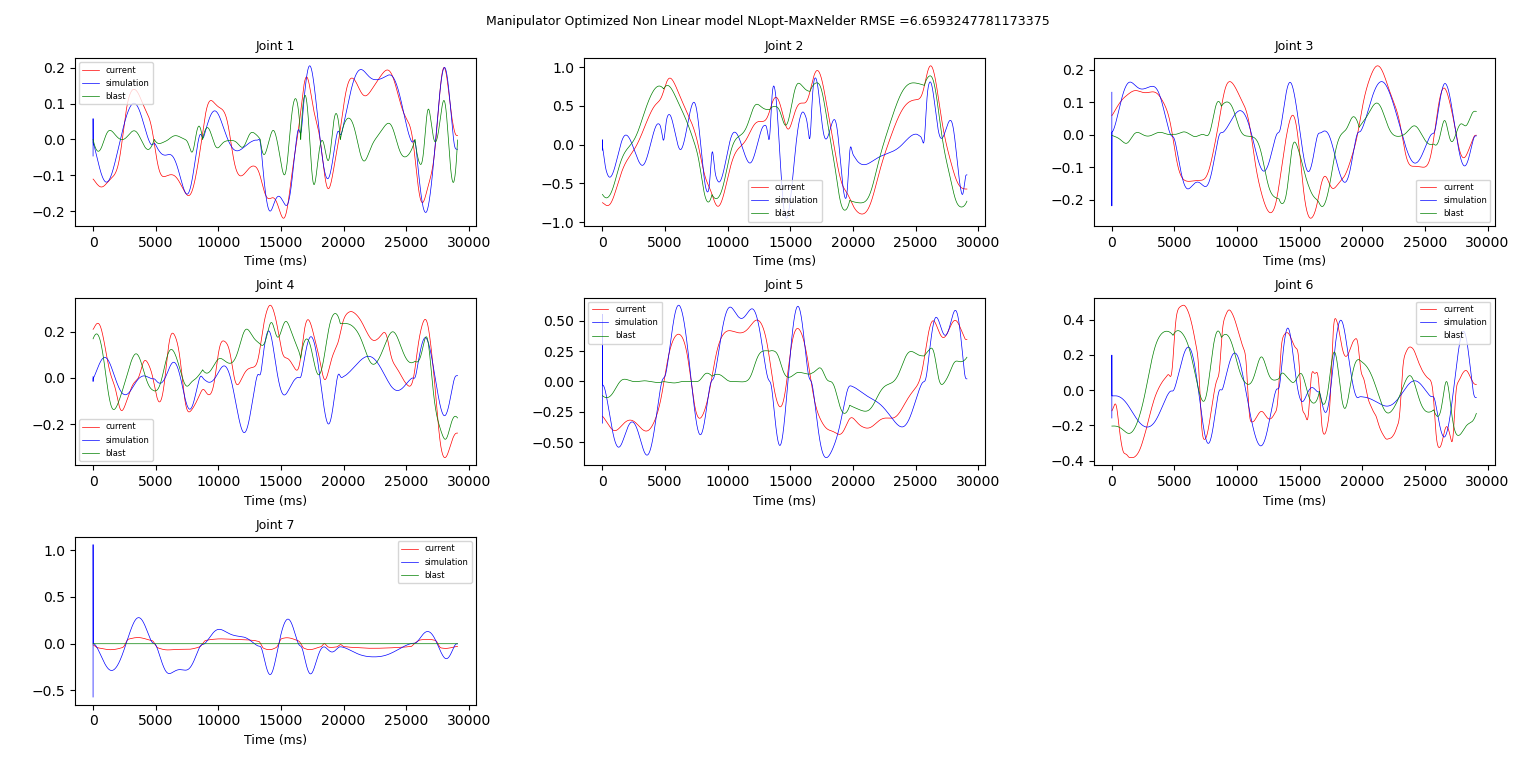 Manipulator Optimized Non Linear model NLopt-MaxNelder RMSE =6.6593247781173375
Joint 1
0.2
0.1
0.0
−0.1
−0.2
current
simulation
blast
0 5000 10000 15000 20000 25000 30000
Time (ms)
Joint 2
1.0
0.5
0.0
−0.5
−1.0
current
simulation
blast
0 5000 10000 15000 20000 25000 30000
Time (ms)
Joint 3
0.2
0.1
0.0
−0.1
−0.2
current
simulation
blast
0 5000 10000 15000 20000 25000 30000
Time (ms)
Joint 4
0.2
0.0
−0.2
current
simulation
blast
0 5000 10000 15000 20000 25000 30000
Time (ms)
Joint 5
0.50
0.25
0.00
−0.25
−0.50
current
simulation
blast
0 5000 10000 15000 20000 25000 30000
Time (ms)
Joint 6
0.4
0.2
0.0
−0.2
−0.4
current
simulation
blast
0 5000 10000 15000 20000 25000 30000
Time (ms)
Joint 7
1.0
0.5
0.0
−0.5
current
simulation
blast
0 5000 10000 15000 20000 25000 30000
Time (ms)